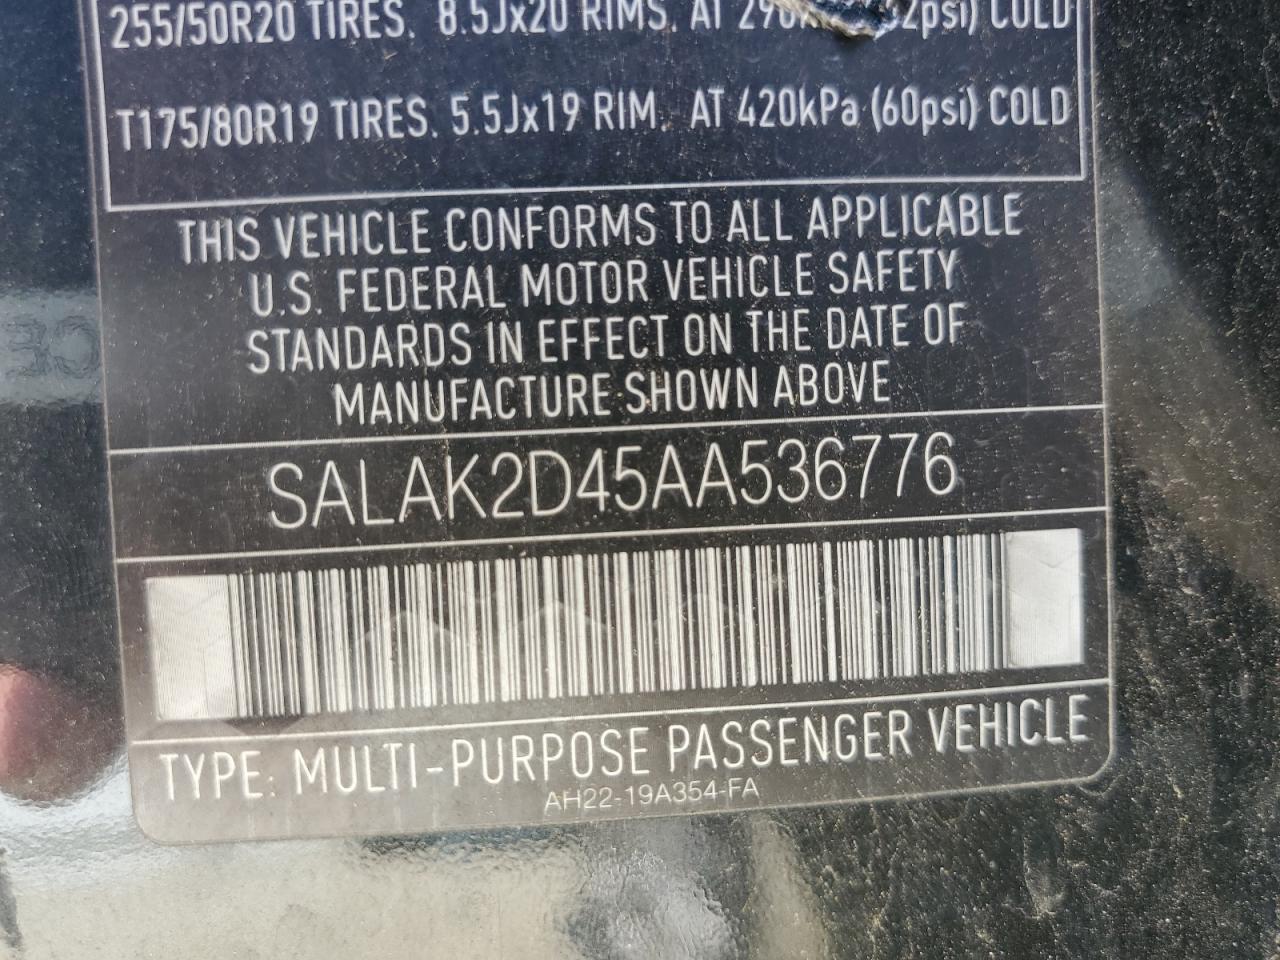 255/50R20 TIRES. 8.5Jx20 RIMS. AT COLD
T175/80R19 TIRES. 5.5Jx19 RIM. AT 420kPa (60psi) COLD
THIS VEHICLE CONFORMS TO ALL APPLICABLE
U.S. FEDERAL MOTOR VEHICLE SAFETY
STANDARDS IN EFFECT ON THE DATE OF
MANUFACTURE SHOWN ABOVE
SALAK2D45AA536776
TYPE: MULTI-PURPOSE PASSENGER VEHICLE
AH22-19A354-FA